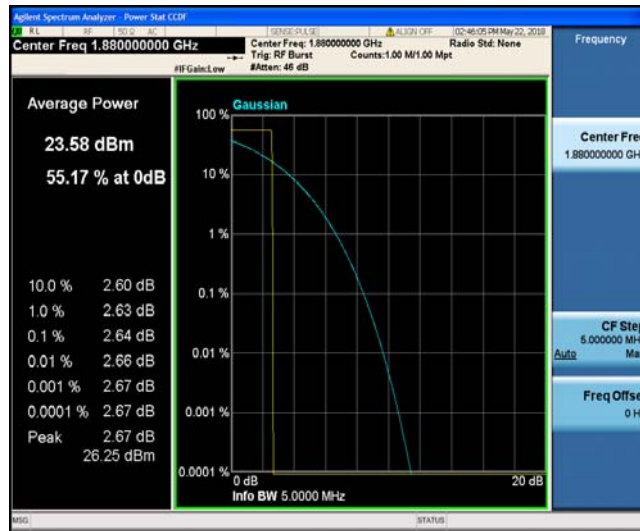 Agilent Spectrum Analyzer - Power Stat CCDF
RL RF 50 Ω AC SENSE:PULSE ALIGN OFF 02:46:05 PM May 22, 2018
Center Freq 1.880000000 GHz
Center Freq: 1.880000000 GHz Radio Std: None
Trig: RF Burst Counts:1.00 M/1.00 Mpt
#IFGain:Low #Atten: 46 dB
Frequency
Average Power
23.58 dBm
55.17 % at 0dB
10.0 % 2.60 dB
1.0 % 2.63 dB
0.1 % 2.64 dB
0.01 % 2.66 dB
0.001 % 2.67 dB
0.0001 % 2.67 dB
Peak 2.67 dB
26.25 dBm
Gaussian
100 %
10 %
1 %
0.1 %
0.01 %
0.001 %
0.0001 %
0 dB 20 dB
Info BW 5.0000 MHz
Center Fre
1.880000000 GH
CF Step
5.000000 MH
Auto Ma
Freq Offse
0 H
MSG STATUS